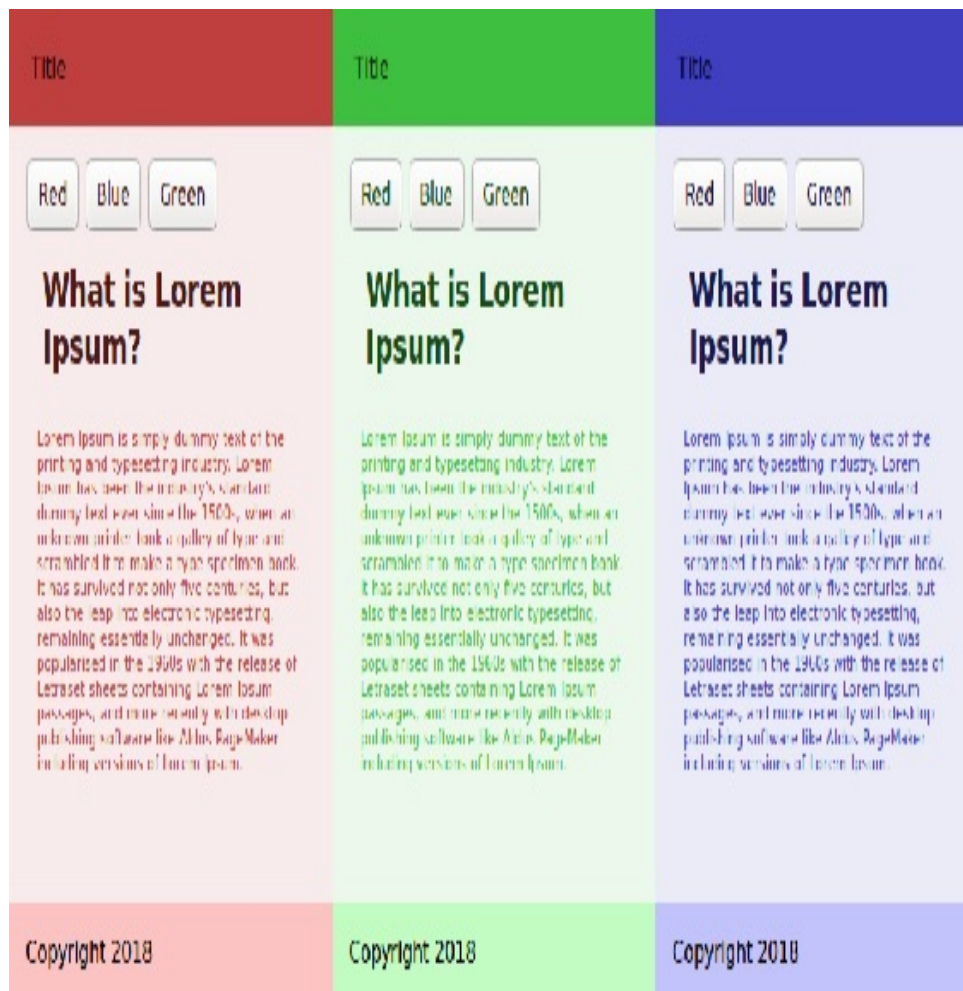 Title
Red Blue Green
What is Lorem
Ipsum?
Lorem Ipsum is simply dummy text of the
printing and typesetting industry. Lorem
Ipsum has been the industry's standard
dummy text ever since the 1500s, when an
unknown printer took a galley of type and
scrambled it to make a type specimen book.
It has survived not only five centuries, but
also the leap into electronic typesetting,
remaining essentially unchanged. It was
popularised in the 1960s with the release of
Letraset sheets containing Lorem Ipsum
passages, and more recently with desktop
publishing software like Aldus PageMaker
including versions of Lorem Ipsum.
Copyright 2018
Title
Red Blue Green
What is Lorem
Ipsum?
Lorem Ipsum is simply dummy text of the
printing and typesetting industry. Lorem
Ipsum has been the industry's standard
dummy text ever since the 1500s, when an
unknown printer took a galley of type and
scrambled it to make a type specimen book.
It has survived not only five centuries, but
also the leap into electronic typesetting,
remaining essentially unchanged. It was
popularised in the 1960s with the release of
Letraset sheets containing Lorem Ipsum
passages, and more recently with desktop
publishing software like Aldus PageMaker
including versions of Lorem Ipsum.
Copyright 2018
Title
Red Blue Green
What is Lorem
Ipsum?
Lorem Ipsum is simply dummy text of the
printing and typesetting industry. Lorem
Ipsum has been the industry's standard
dummy text ever since the 1500s, when an
unknown printer took a galley of type and
scrambled it to make a type specimen book.
It has survived not only five centuries, but
also the leap into electronic typesetting,
remaining essentially unchanged. It was
popularised in the 1960s with the release of
Letraset sheets containing Lorem Ipsum
passages, and more recently with desktop
publishing software like Aldus PageMaker
including versions of Lorem Ipsum.
Copyright 2018